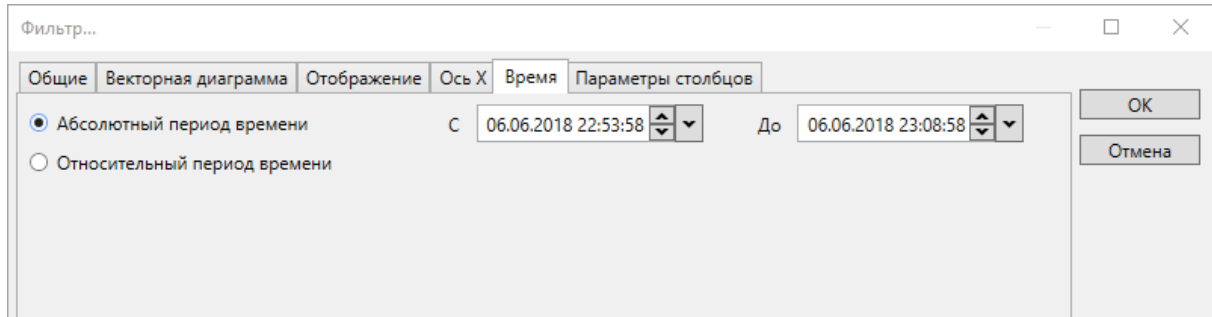 Фильтр...
Общие Векторная диаграмма Отображение Ось X Время Параметры столбцов
Абсолютный период времени С 06.06.2018 22:53:58 До 06.06.2018 23:08:58 OK
Относительный период времени Отмена